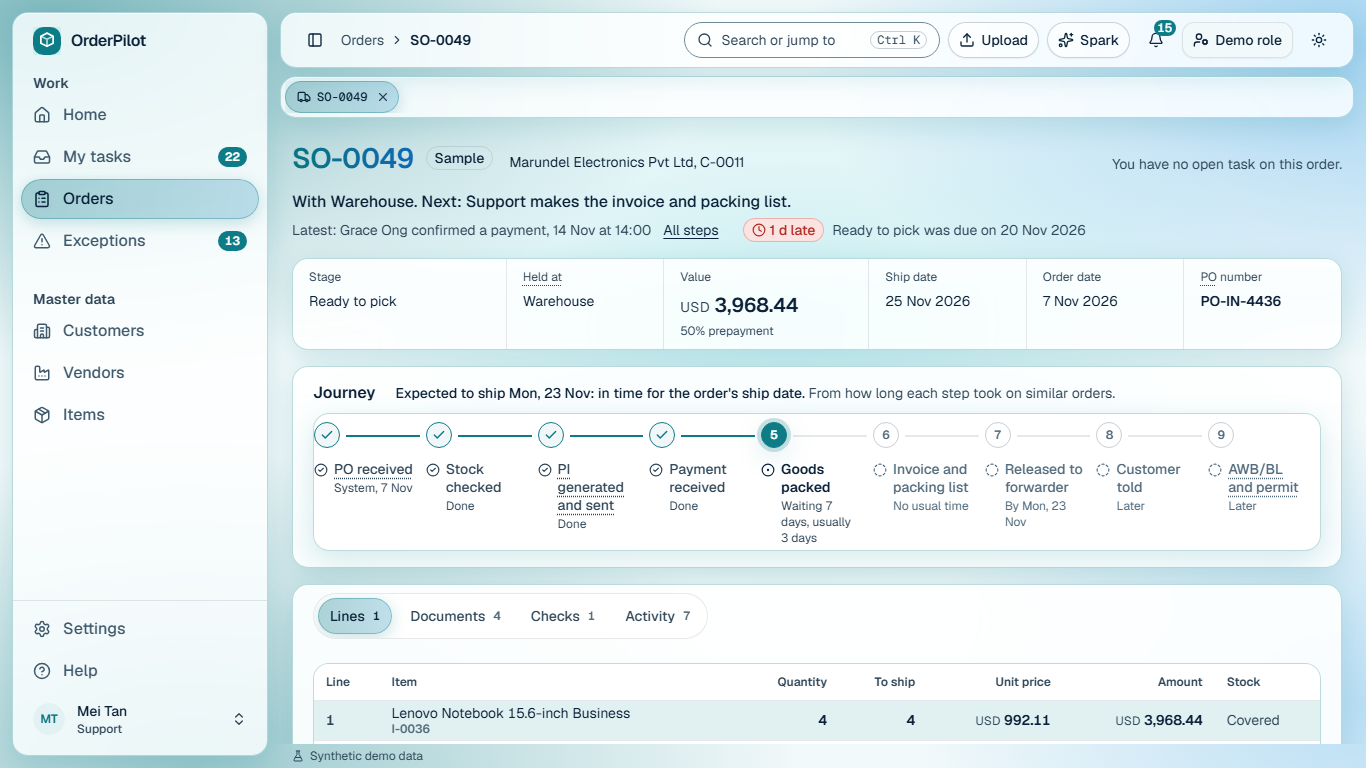 OrderPilot
Work
Home
My tasks 22
Orders
Exceptions 13
Master data
Customers
Vendors
Items
Settings
Help
MT
Mei Tan
Support
Orders > SO-0049
Search or jump to Ctrl K
Upload
Spark
15
Demo role
SO-0049
SO-0049 Sample Marundel Electronics Pvt Ltd, C-0011
You have no open task on this order.
With Warehouse. Next: Support makes the invoice and packing list.
Latest: Grace Ong confirmed a payment, 14 Nov at 14:00 All steps 1 d late Ready to pick was due on 20 Nov 2026
Stage
Ready to pick
Held at
Warehouse
Value
USD 3,968.44
50% prepayment
Ship date
25 Nov 2026
Order date
7 Nov 2026
PO number
PO-IN-4436
Journey Expected to ship Mon, 23 Nov: in time for the order's ship date. From how long each step took on similar orders.
PO received
System, 7 Nov
Stock
checked
Done
PI
generated
and sent
Done
Payment
received
Done
5
Goods
packed
Waiting 7
days, usually
3 days
6
Invoice and
packing list
No usual time
7
Released to
forwarder
By Mon, 23
Nov
8
Customer
told
Later
9
AWB/BL
and permit
Later
Lines 1 Documents 4 Checks 1 Activity 7
Line Item Quantity To ship Unit price Amount Stock
1 Lenovo Notebook 15.6-inch Business 4 4 USD 992.11 USD 3,968.44 Covered
I-0036
Synthetic demo data